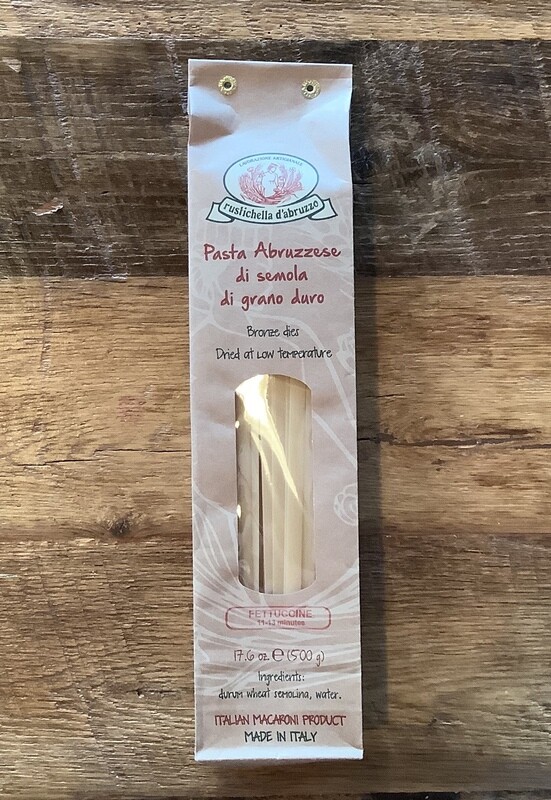 LAVORAZIONE ARTIGIANALE
rustichella d'abruzzo
Pasta Abruzzese
di semola
di grano duro
Bronze dies
Dried at low temperature
FETTUCCINE
11-13 minutes
17.6 oz ℮ (500 g)
Ingredients:
durum wheat semolina, water.
ITALIAN MACARONI PRODUCT
MADE IN ITALY